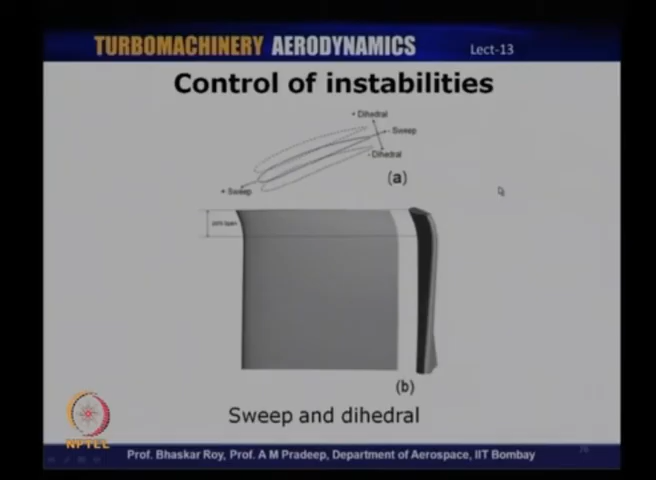 TURBOMACHINERY AERODYNAMICS Lect-13
Control of instabilities
+ Dihedral
- Sweep
- Dihedral
(a)
+ Sweep
span
(b)
Sweep and dihedral
NPTEL
Prof. Bhaskar Roy, Prof. A M Pradeep, Department of Aerospace, IIT Bombay